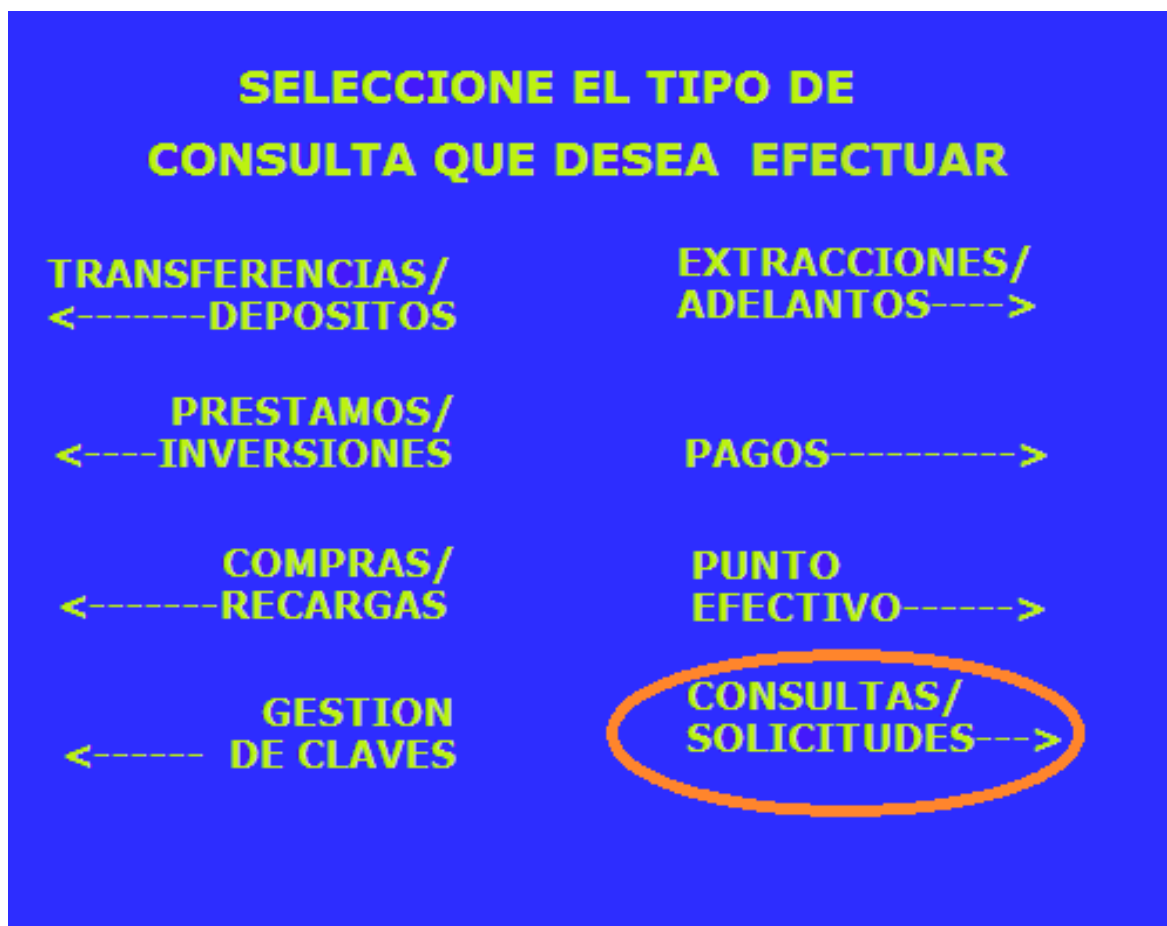 SELECCIONE EL TIPO DE
CONSULTA QUE DESEA EFECTUAR
TRANSFERENCIAS/
<-------DEPOSITOS
EXTRACCIONES/
ADELANTOS---->
PRESTAMOS/
<----INVERSIONES
PAGOS---------->
COMPRAS/
<-------RECARGAS
PUNTO
EFECTIVO------>
GESTION
<------ DE CLAVES
CONSULTAS/
SOLICITUDES--->